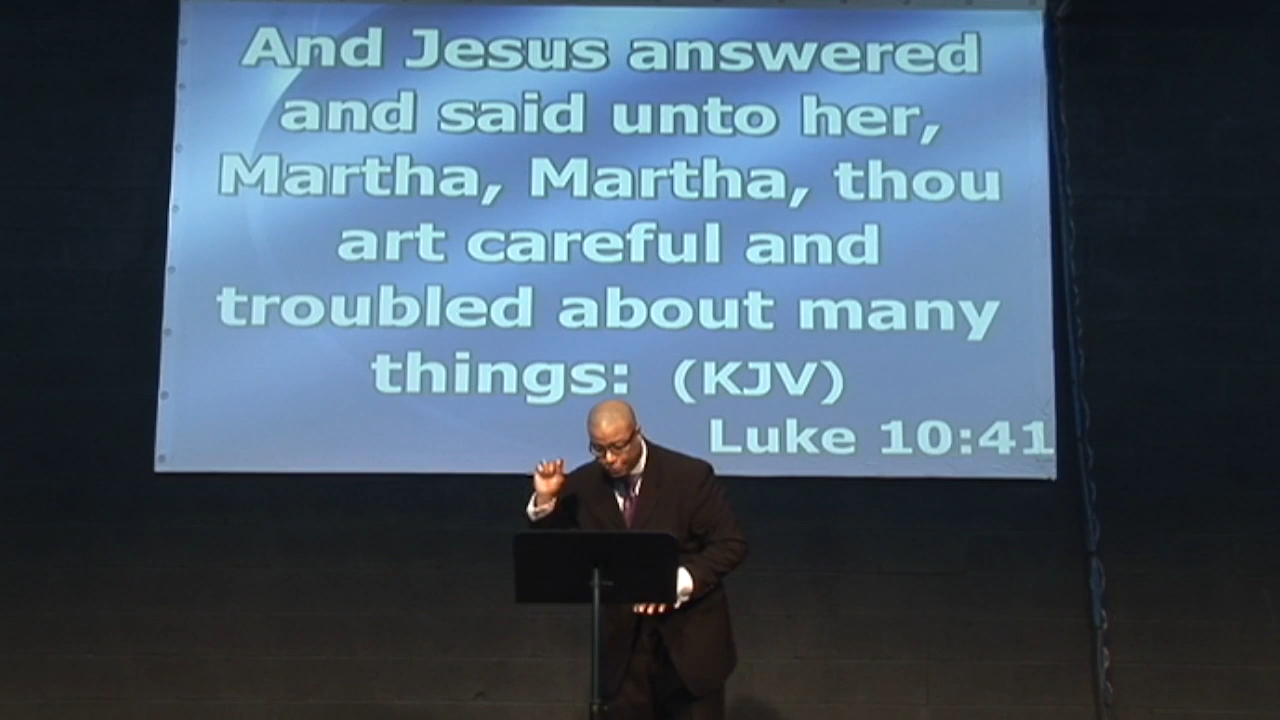 And Jesus answered
and said unto her,
Martha, Martha, thou
art careful and
troubled about many
things: (KJV)
Luke 10:41